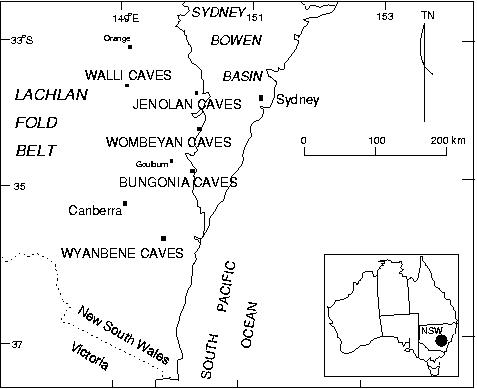 149°E
151
153
33°S
35
37
SYDNEY
BOWEN
BASIN
TN
Orange
WALLI CAVES
LACHLAN
FOLD
BELT
JENOLAN CAVES
Sydney
WOMBEYAN CAVES
0 100 200 km
Goulburn
BUNGONIA CAVES
Canberra
WYANBENE CAVES
SOUTH PACIFIC
OCEAN
New South Wales
Victoria
NSW